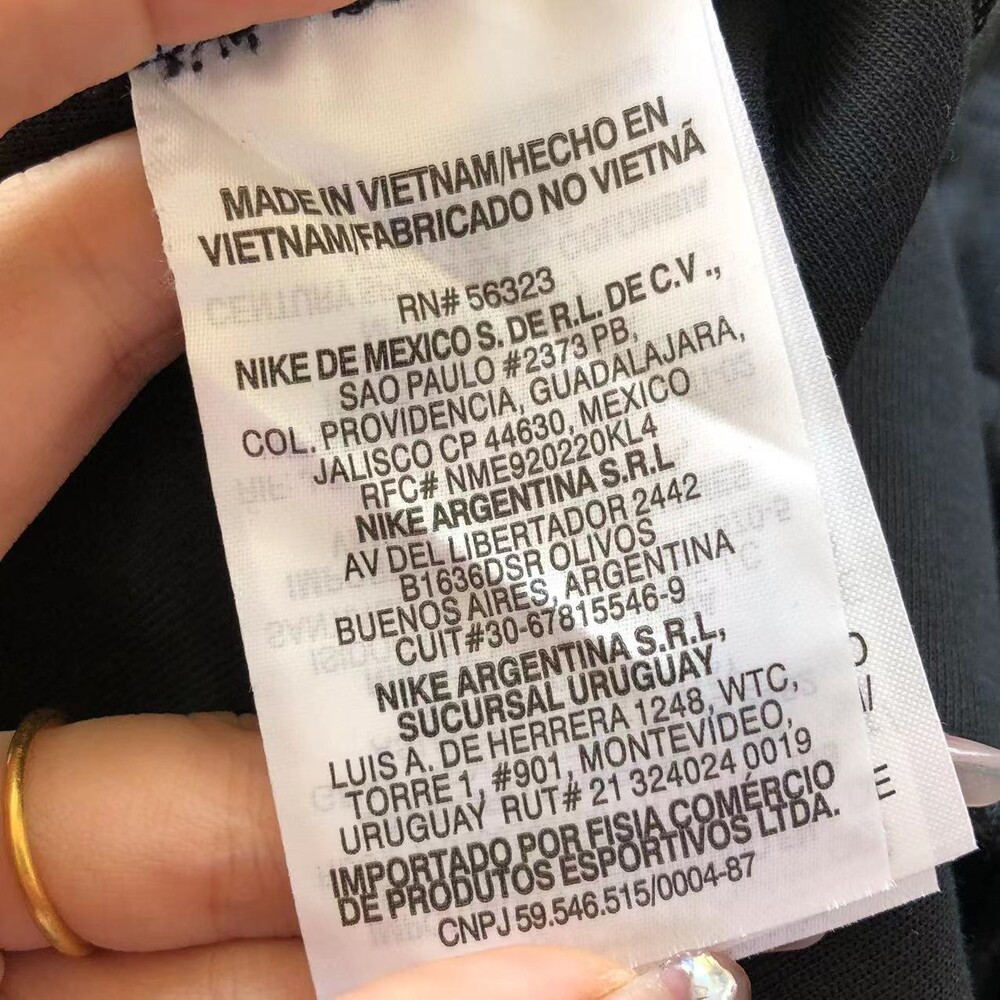 MADE IN VIETNAM/HECHO EN
VIETNAM/FABRICADO NO VIETNÃ
RN# 56323
NIKE DE MEXICO S. DE R.L. DE C.V .,
SAO PAULO #2373 PB,
COL. PROVIDENCIA, GUADALAJARA,
JALISCO CP 44630, MEXICO
RFC# NME920220KL4
NIKE ARGENTINA S.R.L
AV DEL LIBERTADOR 2442
B1636DSR OLIVOS
BUENOS AIRES, ARGENTINA
CUIT#30-67815546-9
NIKE ARGENTINA S.R.L,
SUCURSAL URUGUAY
LUIS A. DE HERRERA 1248, WTC,
TORRE 1, #901, MONTEVÍDEO,
URUGUAY RUT# 21 324024 0019
IMPORTADO POR FISIA COMÉRCIO
DE PRODUTOS ESPORTIVOS LTDA.
CNPJ 59.546.515/0004-87